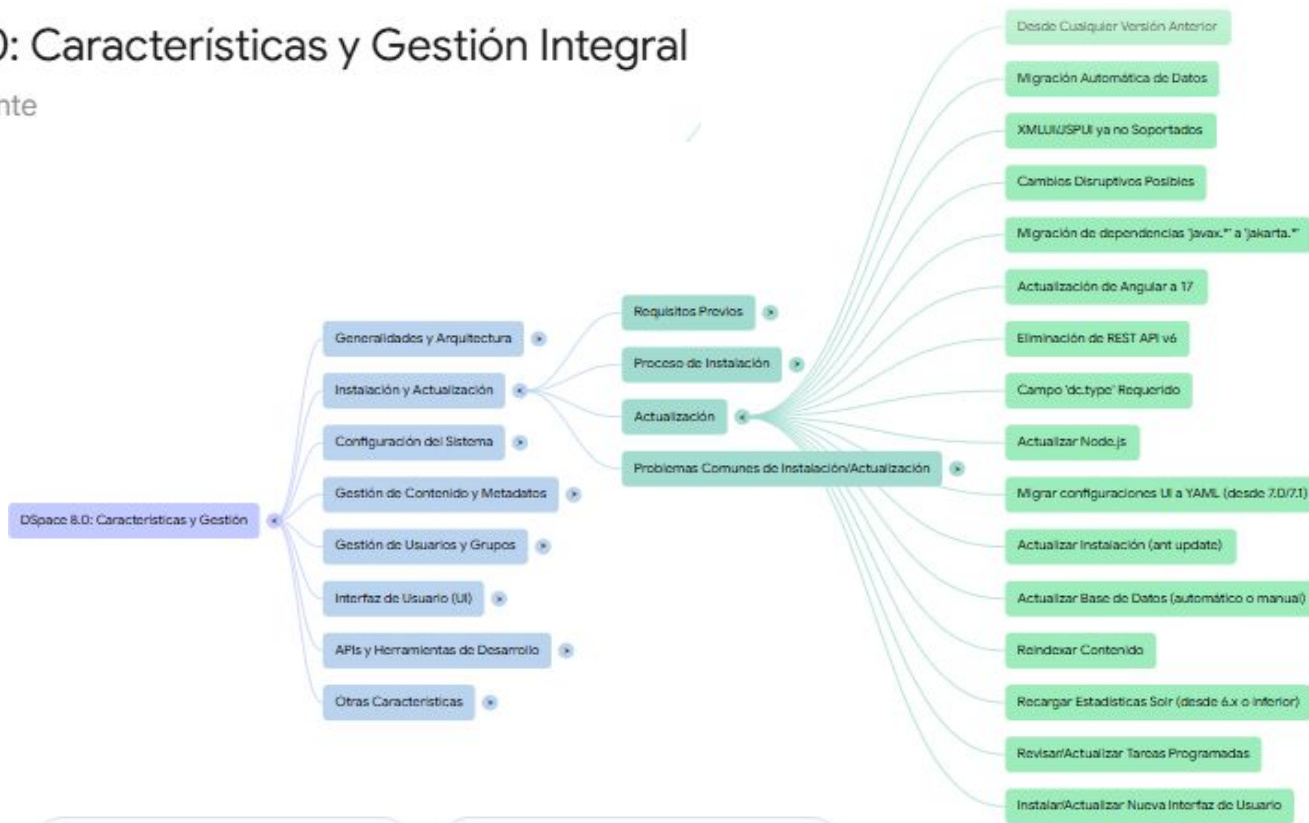 0: Características y Gestión Integral
nte
DSpace 8.0: Características y Gestión
Generalidades y Arquitectura
Instalación y Actualización
Configuración del Sistema
Gestión de Contenido y Metadatos
Gestión de Usuarios y Grupos
Interfaz de Usuario (UI)
APIs y Herramientas de Desarrollo
Otras Características
Requisitos Previos
Proceso de Instalación
Actualización
Problemas Comunes de Instalación/Actualización
Desde Cualquier Versión Anterior
Migración Automática de Datos
XMLUI/JSPUI ya no Soportados
Cambios Disruptivos Posibles
Migración de dependencias 'javax.*' a 'jakarta.*'
Actualización de Angular a 17
Eliminación de REST API v6
Campo 'dc.type' Requerido
Actualizar Node.js
Migrar configuraciones UI a YAML (desde 7.0/7.1)
Actualizar Instalación (ant update)
Actualizar Base de Datos (automático o manual)
Reindexar Contenido
Recargar Estadísticas Solr (desde 6.x o inferior)
Revisar/Actualizar Tareas Programadas
Instalar/Actualizar Nueva Interfaz de Usuario